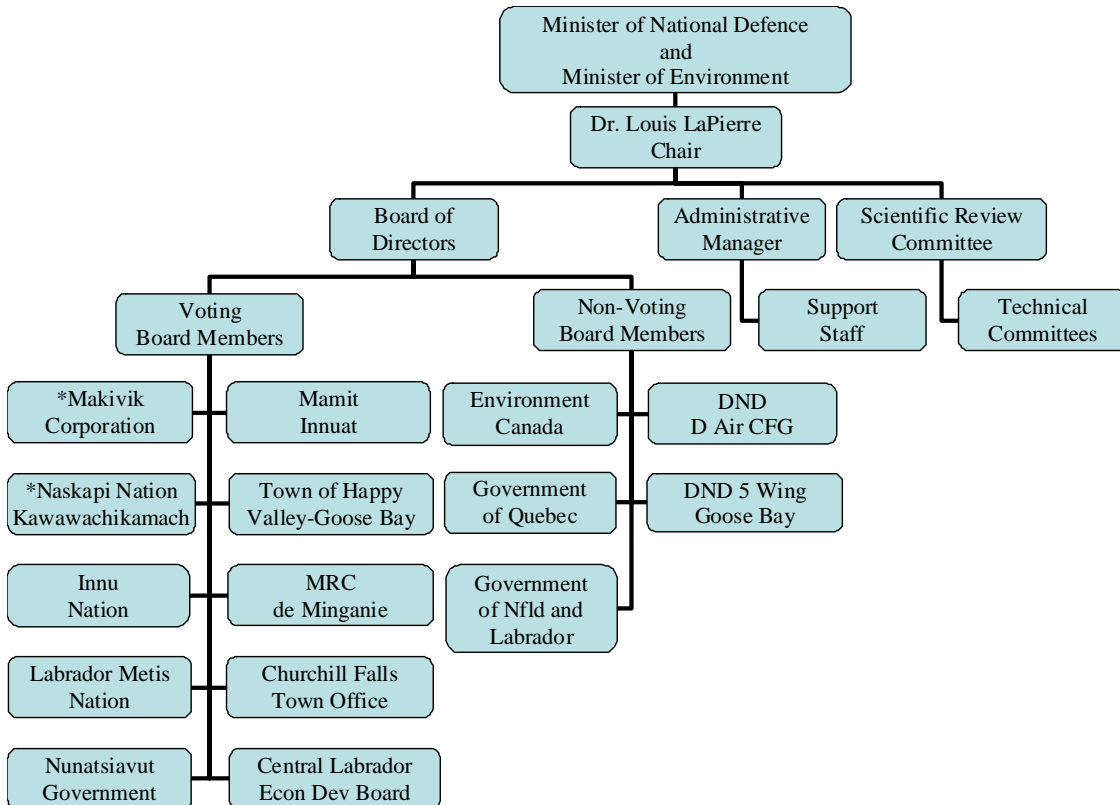 Minister of National Defence
and
Minister of Environment
Dr. Louis LaPierre
Chair
Board of
Directors
Administrative
Manager
Scientific Review
Committee
Voting
Board Members
Non-Voting
Board Members
Support
Staff
Technical
Committees
*Makivik
Corporation
Mamit
Innuat
Environment
Canada
DND
D Air CFG
*Naskapi Nation
Kawawachikamach
Town of Happy
Valley-Goose Bay
Government
of Quebec
DND 5 Wing
Goose Bay
Innu
Nation
MRC
de Minganie
Government
of Nfld and
Labrador
Labrador Metis
Nation
Churchill Falls
Town Office
Nunatsiavut
Government
Central Labrador
Econ Dev Board